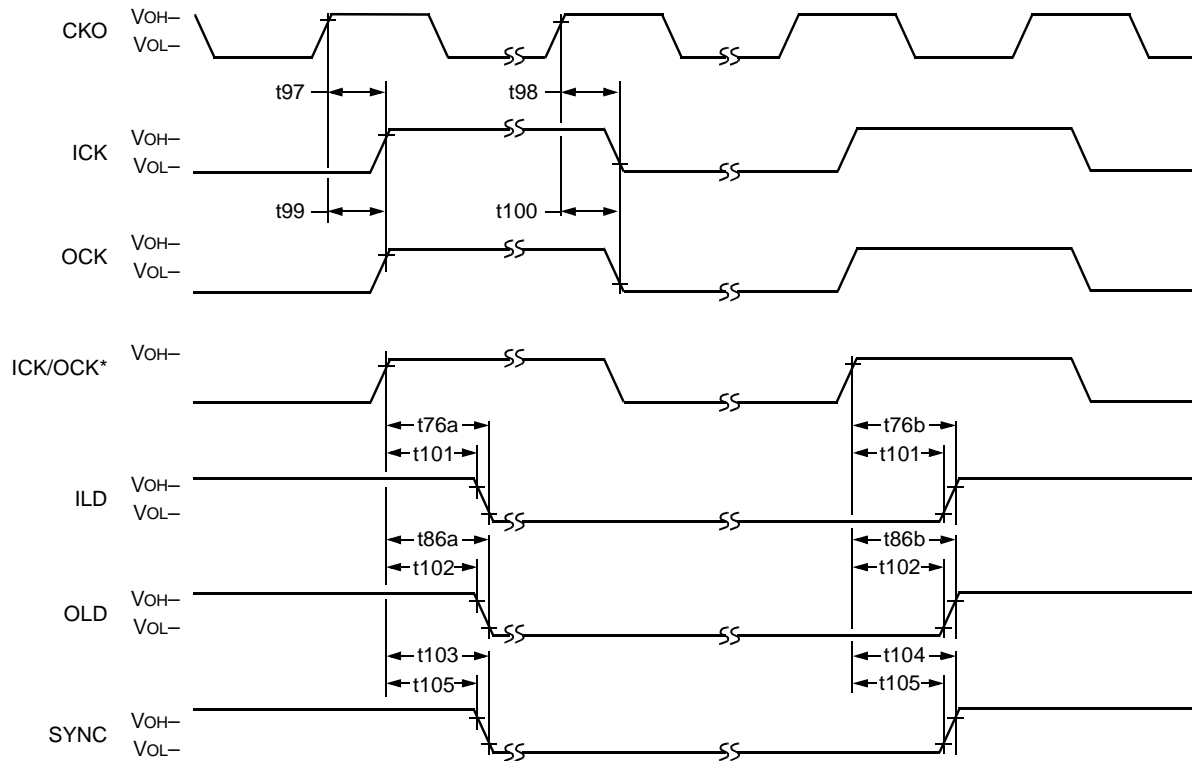 CKO VOH–
VOL–
t97 t98
ICK VOH–
VOL–
t99 t100
OCK VOH–
VOL–
ICK/OCK* VOH–
t76a t76b
t101 t101
ILD VOH–
VOL–
t86a t86b
t102 t102
OLD VOH–
VOL–
t103 t104
t105 t105
SYNC VOH–
VOL–